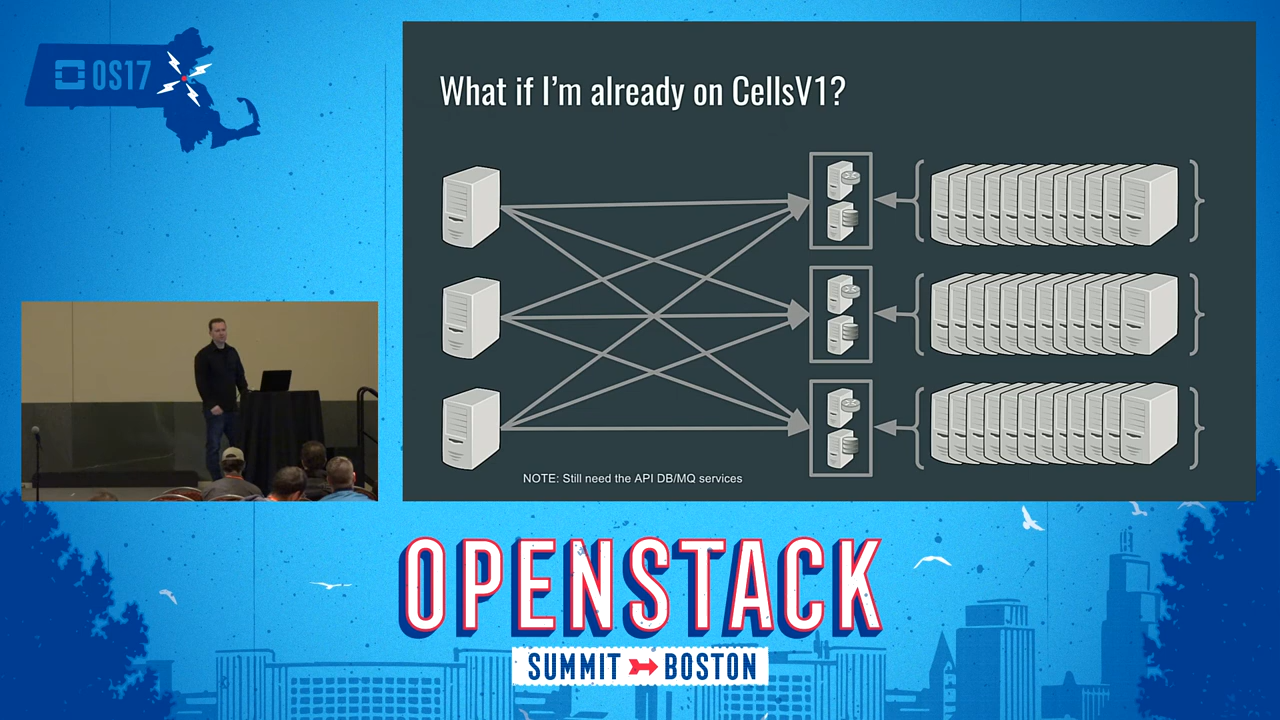 OS17
What if I'm already on CellsV1?
NOTE: Still need the API DB/MQ services
OPENSTACK
SUMMIT BOSTON